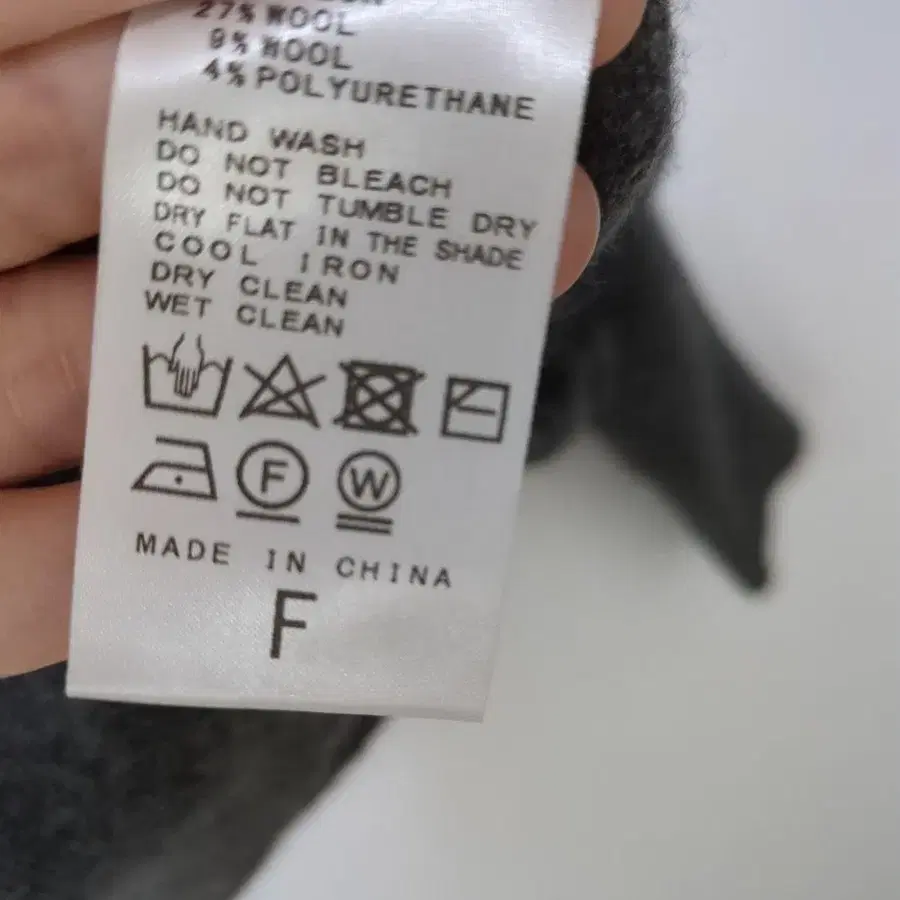 27% WOOL
9% WOOL
4% POLYURETHANE
HAND WASH
DO NOT BLEACH
DO NOT TUMBLE DRY
DRY FLAT IN THE SHADE
COOL IRON
DRY CLEAN
WET CLEAN
F W
MADE IN CHINA
F